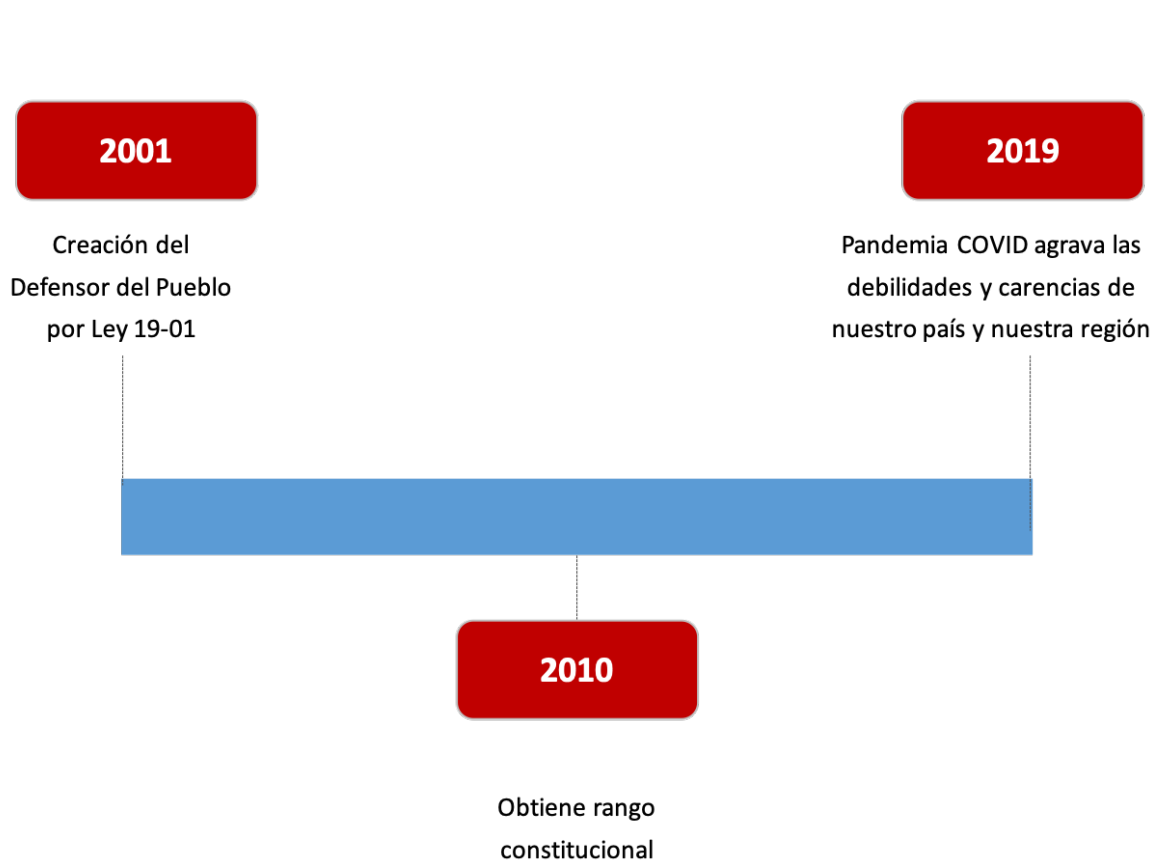 2001
Creación del
Defensor del Pueblo
por Ley 19-01
2019
Pandemia COVID agrava las
debilidades y carencias de
nuestro país y nuestra región
2010
Obtiene rango
constitucional